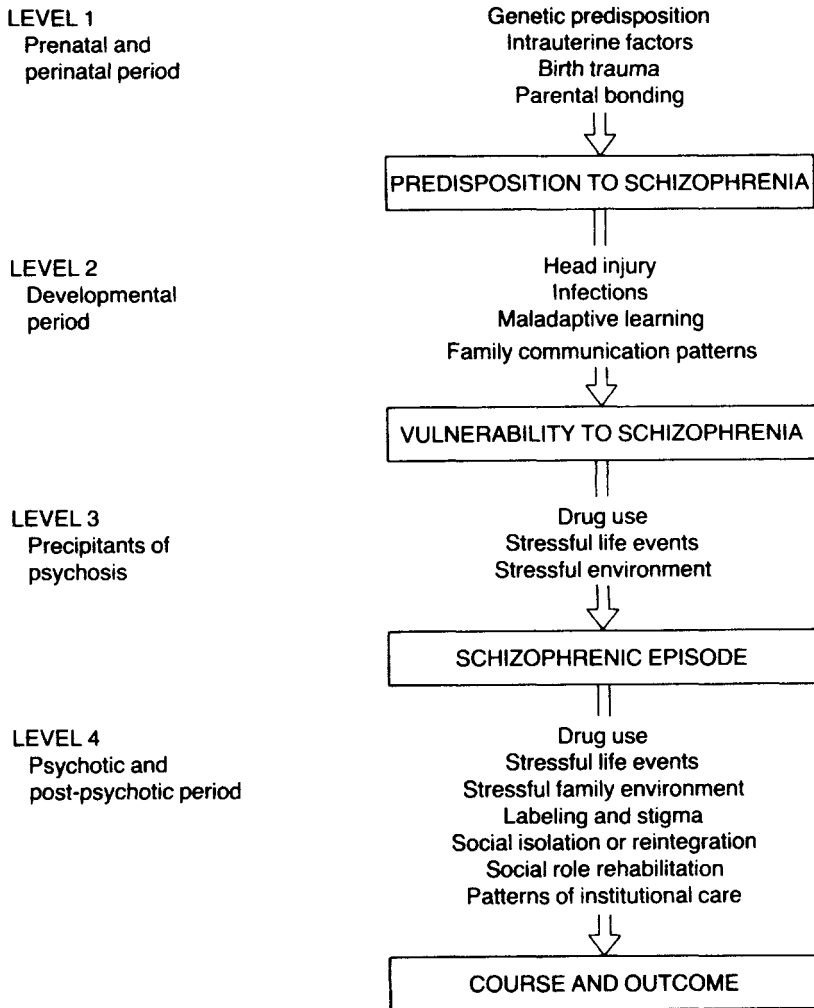 LEVEL 1
Prenatal and
perinatal period
Genetic predisposition
Intrauterine factors
Birth trauma
Parental bonding
PREDISPOSITION TO SCHIZOPHRENIA
LEVEL 2
Developmental
period
Head injury
Infections
Maladaptive learning
Family communication patterns
VULNERABILITY TO SCHIZOPHRENIA
LEVEL 3
Precipitants of
psychosis
Drug use
Stressful life events
Stressful environment
SCHIZOPHRENIC EPISODE
LEVEL 4
Psychotic and
post-psychotic period
Drug use
Stressful life events
Stressful family environment
Labeling and stigma
Social isolation or reintegration
Social role rehabilitation
Patterns of institutional care
COURSE AND OUTCOME